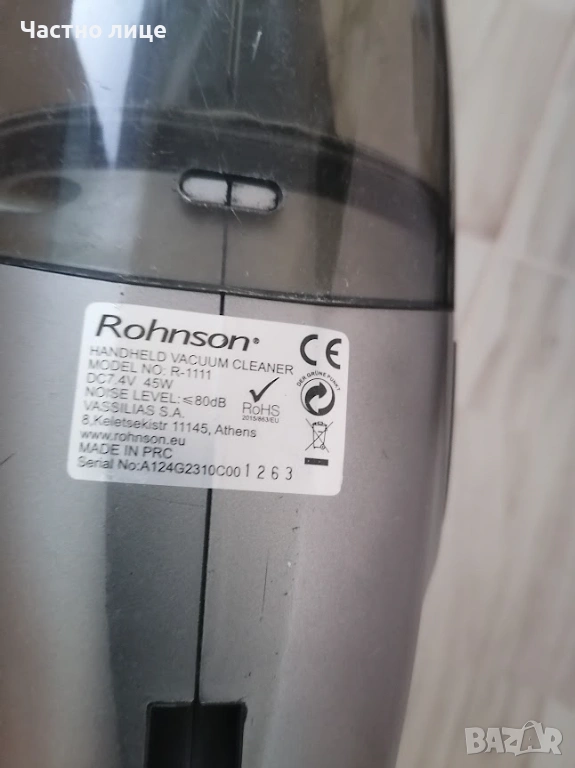 Частно лице
Rohnson®
HANDHELD VACUUM CLEANER
MODEL NO: R-1111
DC7.4V 45W
NOISE LEVEL:≤80dB
VASSILIAS S.A.
8,Keletsekistr 11145, Athens
www.rohnson.eu
MADE IN PRC
Serial No:A124G2310C001263
CE
RoHS
2015/863/EU
DER GRÜNE PUNKT
BAZAR